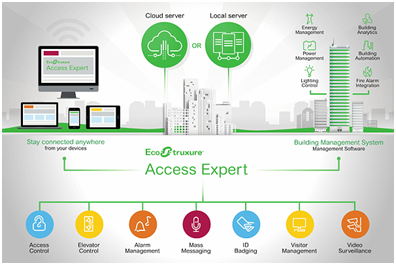 Cloud server
OR
Local server
Energy
Management
Building
Analytics
Power
Management
Building
Automation
Lighting
Control
Fire Alarm
Integration
EcoStruxure
Access Expert
Stay connected anywhere
from your devices
Building Management System
Management Software
EcoStruxure
Access Expert
Access
Control
Elevator
Control
Alarm
Management
Mass
Messaging
ID
Badging
Visitor
Management
Video
Surveillance